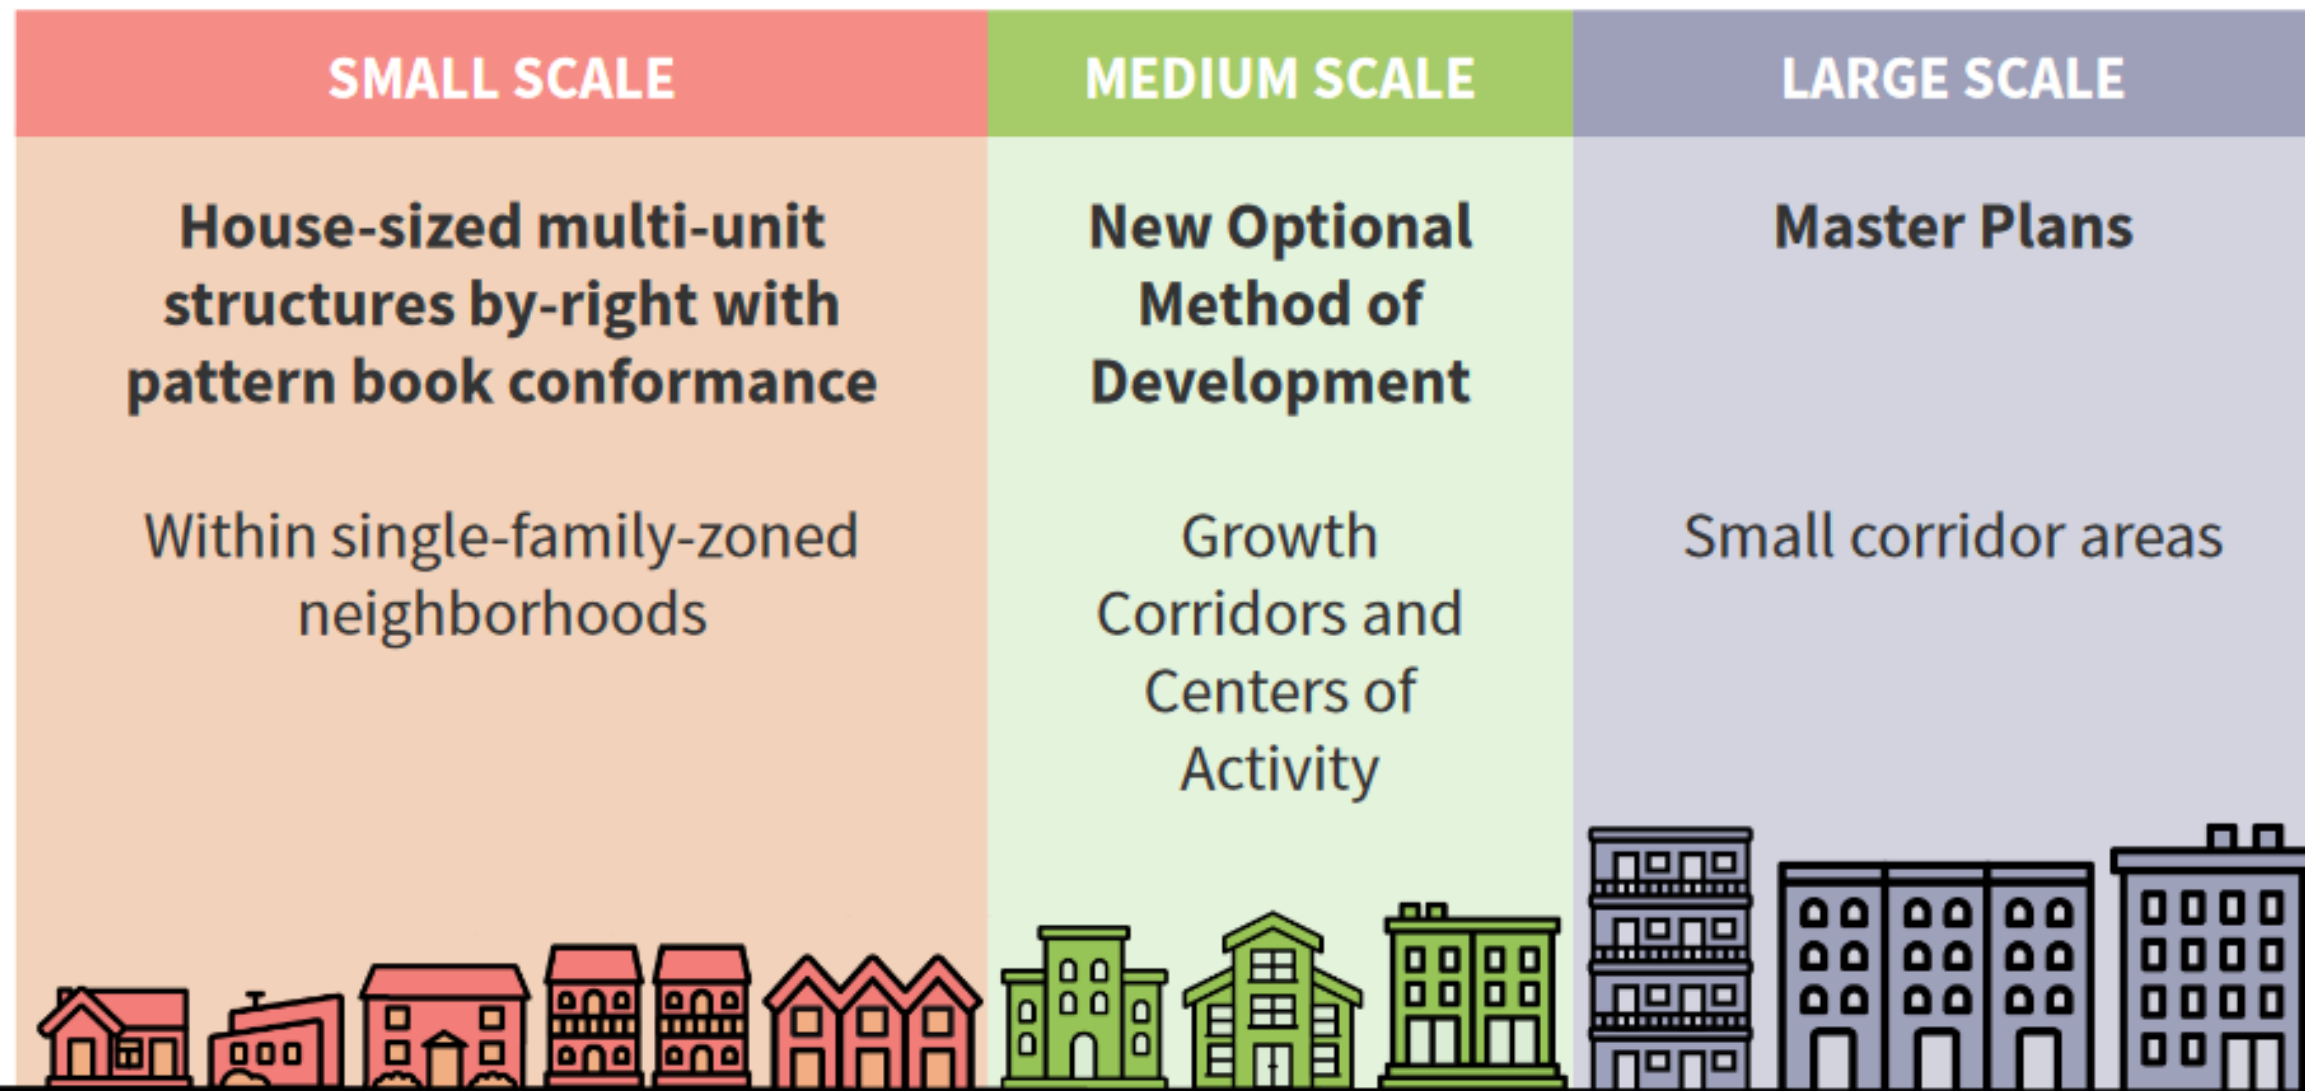 SMALL SCALE
House-sized multi-unit
structures by-right with
pattern book conformance
Within single-family-zoned
neighborhoods
MEDIUM SCALE
New Optional
Method of
Development
Growth
Corridors and
Centers of
Activity
LARGE SCALE
Master Plans
Small corridor areas